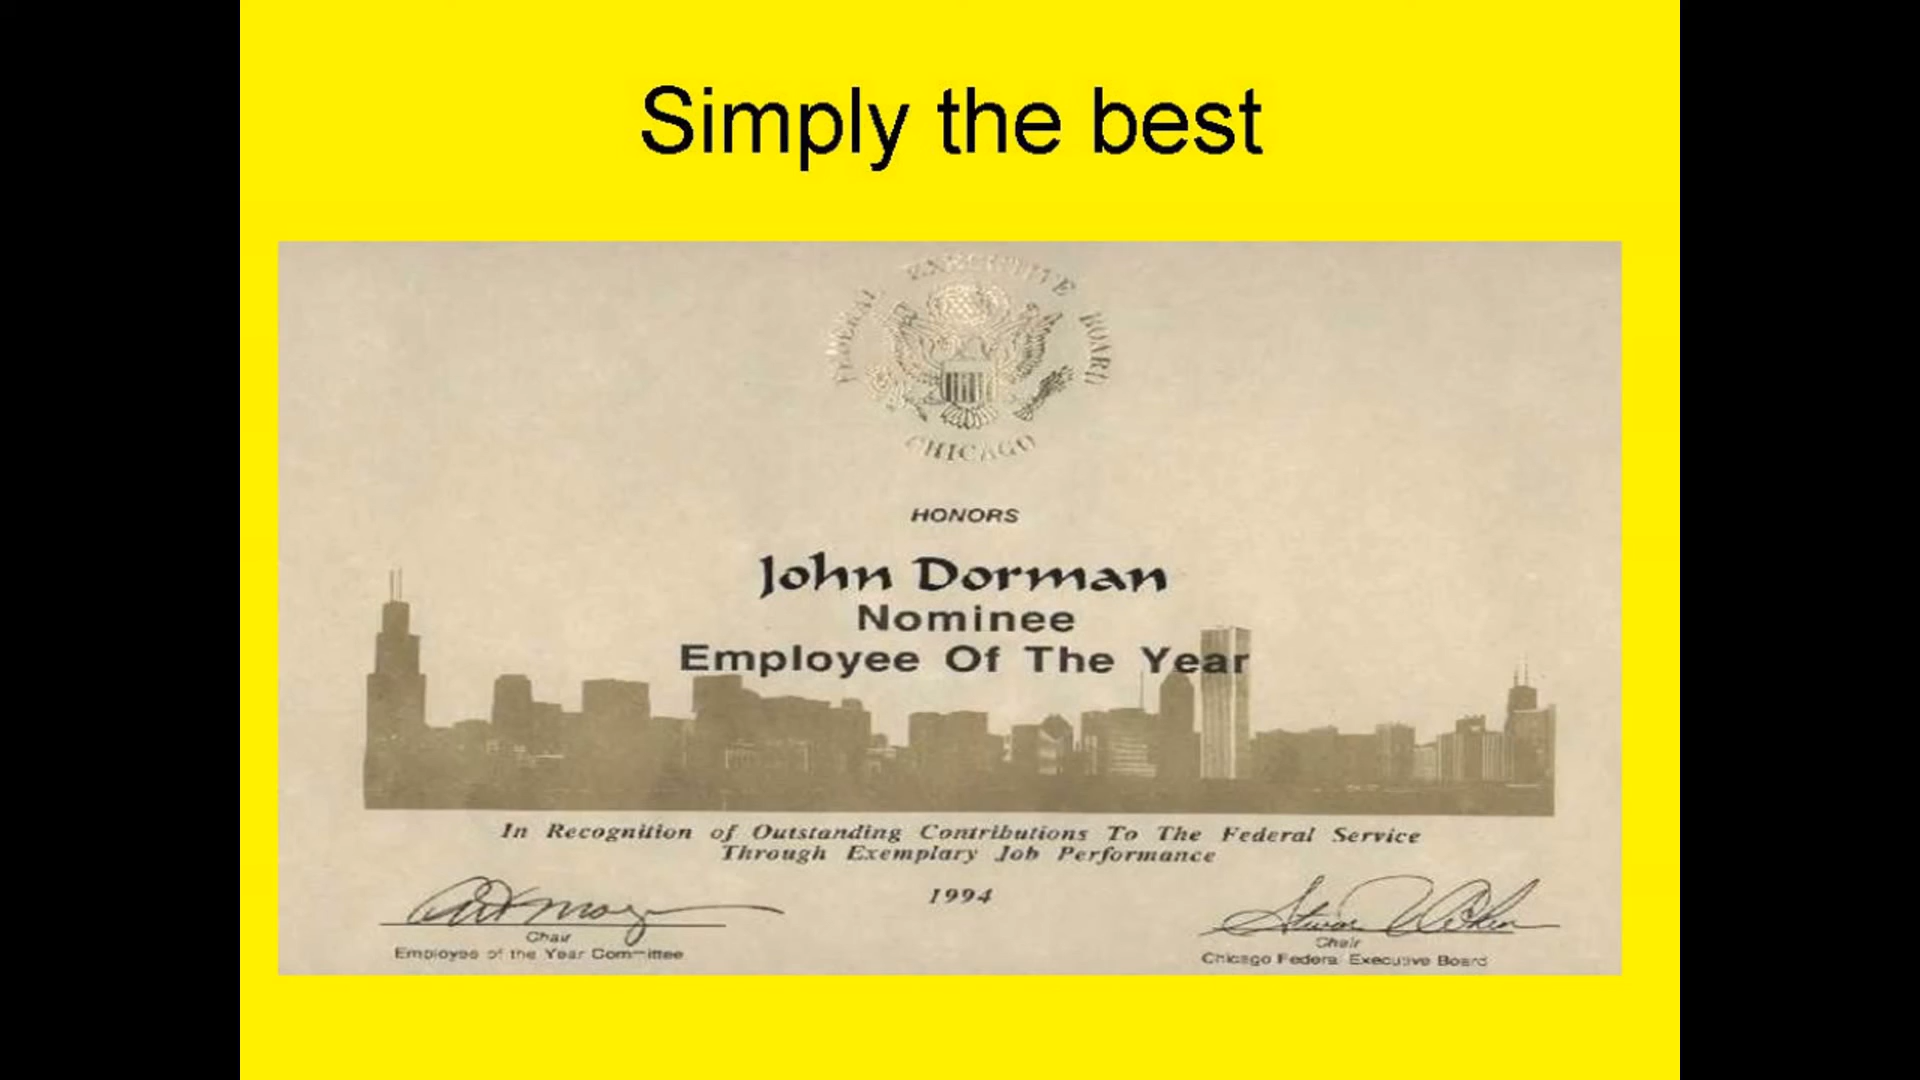 Simply the best
FEDERAL EXECUTIVE BOARD
CHICAGO
HONORS
John Dorman
Nominee
Employee Of The Year
In Recognition of Outstanding Contributions To The Federal Service
Through Exemplary Job Performance
1994
Chair
Employee of the Year Committee
Chair
Chicago Federal Executive Board